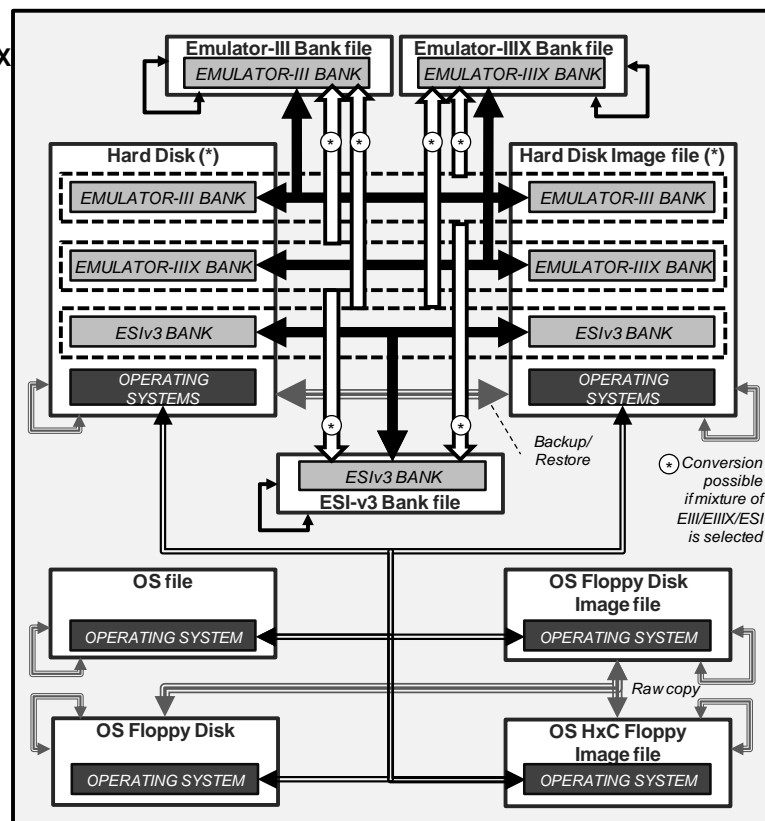 Emulator-III Bank file
EMULATOR-III BANK
Emulator-IIIX Bank file
EMULATOR-IIIX BANK
X
*
*
*
*
Hard Disk (*)
Hard Disk Image file (*)
EMULATOR-III BANK
EMULATOR-III BANK
EMULATOR-IIIX BANK
EMULATOR-IIIX BANK
ESIv3 BANK
ESIv3 BANK
OPERATING
SYSTEMS
OPERATING
SYSTEMS
*
*
Backup/
Restore
ESIv3 BANK
ESI-v3 Bank file
* Conversion
possible
if mixture of
EIII/EIIIX/ESI
is selected
OS file
OPERATING SYSTEM
OS Floppy Disk
Image file
OPERATING SYSTEM
Raw copy
OS Floppy Disk
OPERATING SYSTEM
OS HxC Floppy
Image file
OPERATING SYSTEM